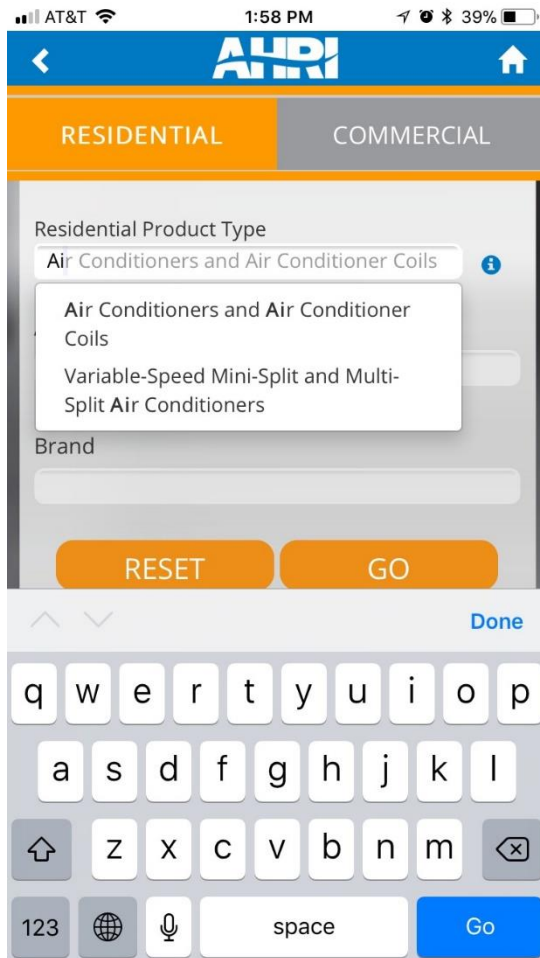 AT&T 1:58 PM 39%
AHRI
RESIDENTIAL COMMERCIAL
Residential Product Type
Air Conditioners and Air Conditioner Coils
Air Conditioners and Air Conditioner
Coils
Variable-Speed Mini-Split and Multi-
Split Air Conditioners
Brand
RESET GO
Done
q w e r t y u i o p
a s d f g h j k l
z x c v b n m
123 space Go